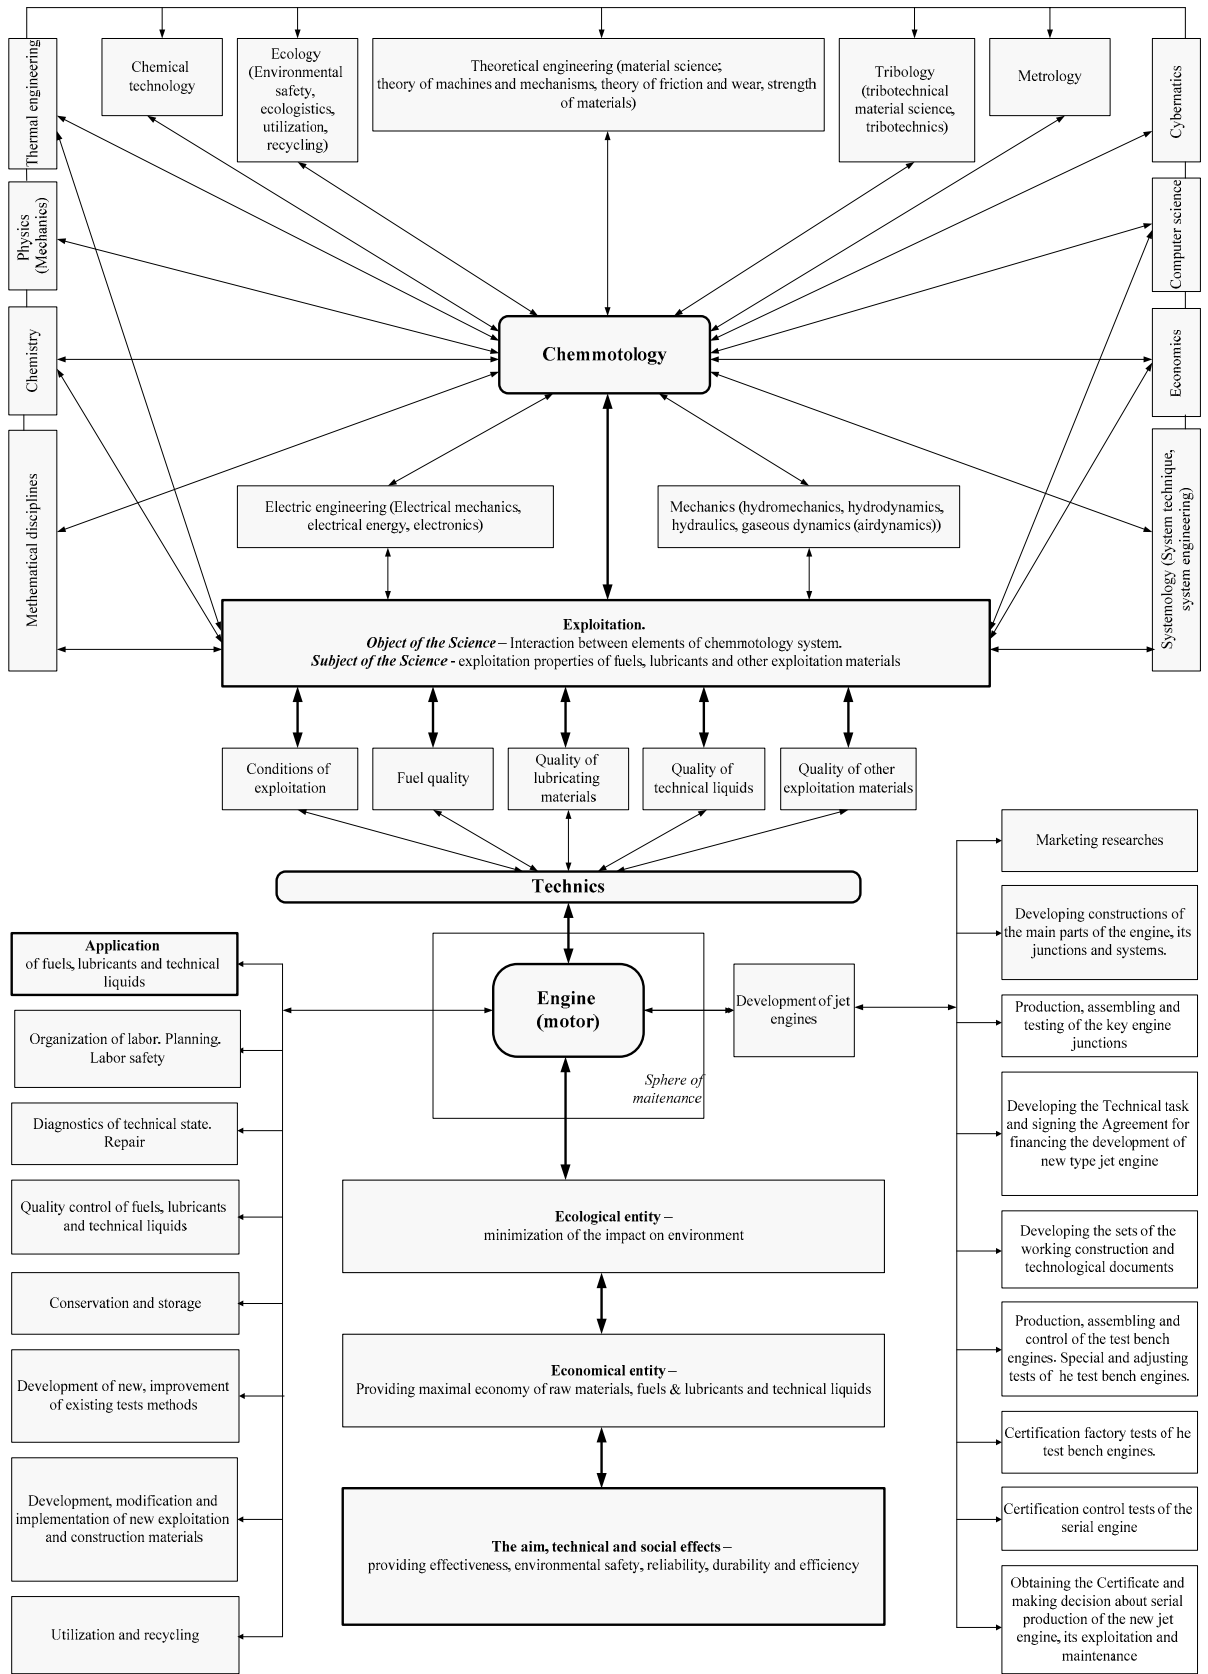 Thermal engineering
Chemical
technology
Ecology
(Environmental
safety,
ecologistics,
utilization,
recycling)
Theoretical engineering (material science;
theory of machines and mechanisms, theory of friction and wear, strength
of materials)
Tribology
(tribotechnical
material science,
tribotechnics)
Metrology
Cybernatics
Physics
(Mechanics)
Computer science
Chemistry
Chemmotology
Economics
Methematical disciplines
Electric engineering (Electrical mechanics,
electrical energy, electronics)
Mechanics (hydromechanics, hydrodynamics,
hydraulics, gaseous dynamics (airdynamics))
Systemology (System technique,
system engineering)
Exploitation.
Object of the Science – Interaction between elements of chemmotology system.
Subject of the Science - exploitation properties of fuels, lubricants and other exploitation materials
Conditions of
exploitation
Fuel quality
Quality of
lubricating
materials
Quality of
technical liquids
Quality of other
exploitation materials
Technics
Application
of fuels, lubricants and technical
liquids
Organization of labor. Planning.
Labor safety
Diagnostics of technical state.
Repair
Quality control of fuels, lubricants
and technical liquids
Conservation and storage
Development of new, improvement
of existing tests methods
Development, modification and
implementation of new exploitation
and construction materials
Utilization and recycling
Engine
(motor)
Sphere of
maitenance
Development of jet
engines
Ecological entity –
minimization of the impact on environment
Economical entity –
Providing maximal economy of raw materials, fuels & lubricants and technical liquids
The aim, technical and social effects –
providing effectiveness, environmental safety, reliability, durability and efficiency
Marketing researches
Developing constructions of
the main parts of the engine, its
junctions and systems.
Production, assembling and
testing of the key engine
junctions
Developing the Technical task
and signing the Agreement for
financing the development of
new type jet engine
Developing the sets of the
working construction and
technological documents
Production, assembling and
control of the test bench
engines. Special and adjusting
tests of he test bench engines.
Certification factory tests of he
test bench engines.
Certification control tests of the
serial engine
Obtaining the Certificate and
making decision about serial
production of the new jet
engine, its exploitation and
maintenance